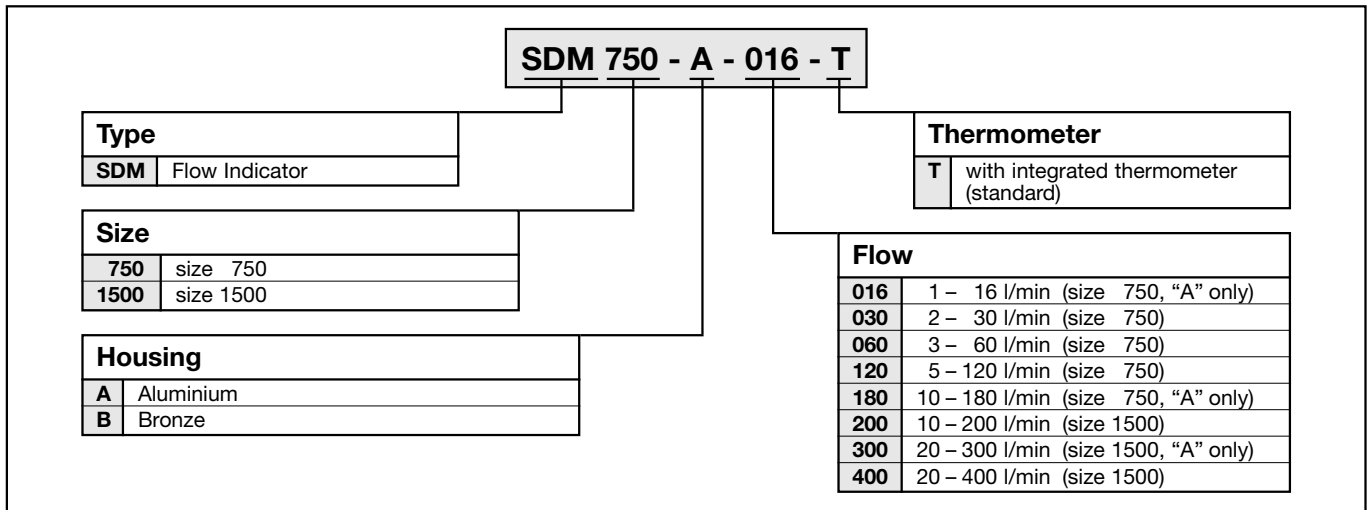 SDM 750 - A - 016 - T
Type
SDM Flow Indicator
Size
750 size 750
1500 size 1500
Housing
A Aluminium
B Bronze
Thermometer
T with integrated thermometer
(standard)
Flow
016 1 – 16 l/min (size 750, “A” only)
030 2 – 30 l/min (size 750)
060 3 – 60 l/min (size 750)
120 5 – 120 l/min (size 750)
180 10 – 180 l/min (size 750, “A” only)
200 10 – 200 l/min (size 1500)
300 20 – 300 l/min (size 1500, “A” only)
400 20 – 400 l/min (size 1500)